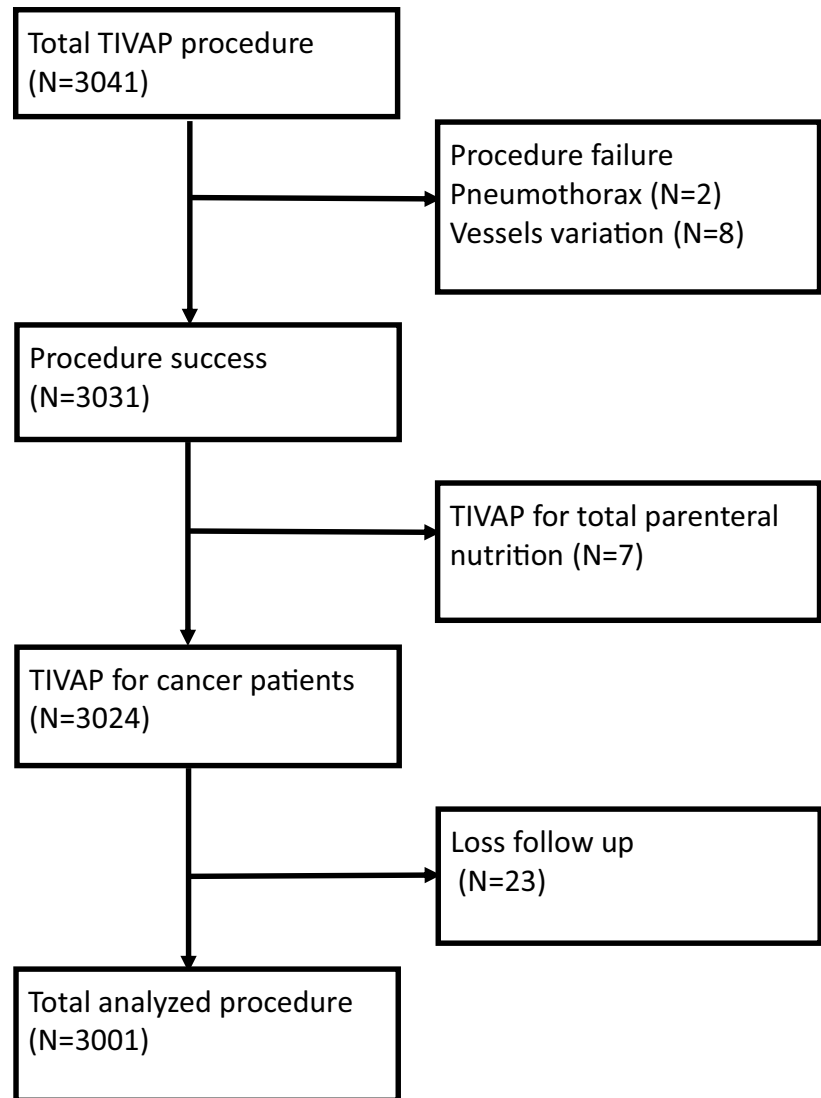 Total TIVAP procedure
(N=3041)
Procedure failure
Pneumothorax (N=2)
Vessels variation (N=8)
Procedure success
(N=3031)
TIVAP for total parenteral
nutrition (N=7)
TIVAP for cancer patients
(N=3024)
Loss follow up
(N=23)
Total analyzed procedure
(N=3001)